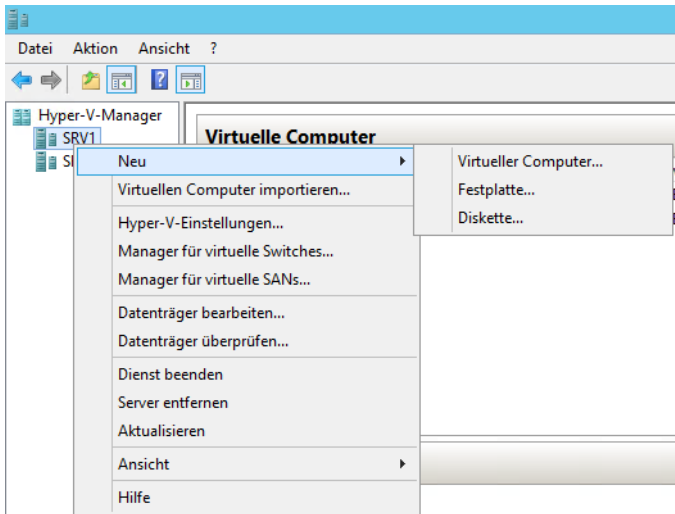 Datei Aktion Ansicht ?
Hyper-V-Manager
SRV1
Virtuelle Computer
Neu
Virtuellen Computer importieren...
Hyper-V-Einstellungen...
Manager für virtuelle Switches...
Manager für virtuelle SANs...
Datenträger bearbeiten...
Datenträger überprüfen...
Dienst beenden
Server entfernen
Aktualisieren
Ansicht
Hilfe
Virtueller Computer...
Festplatte...
Diskette...